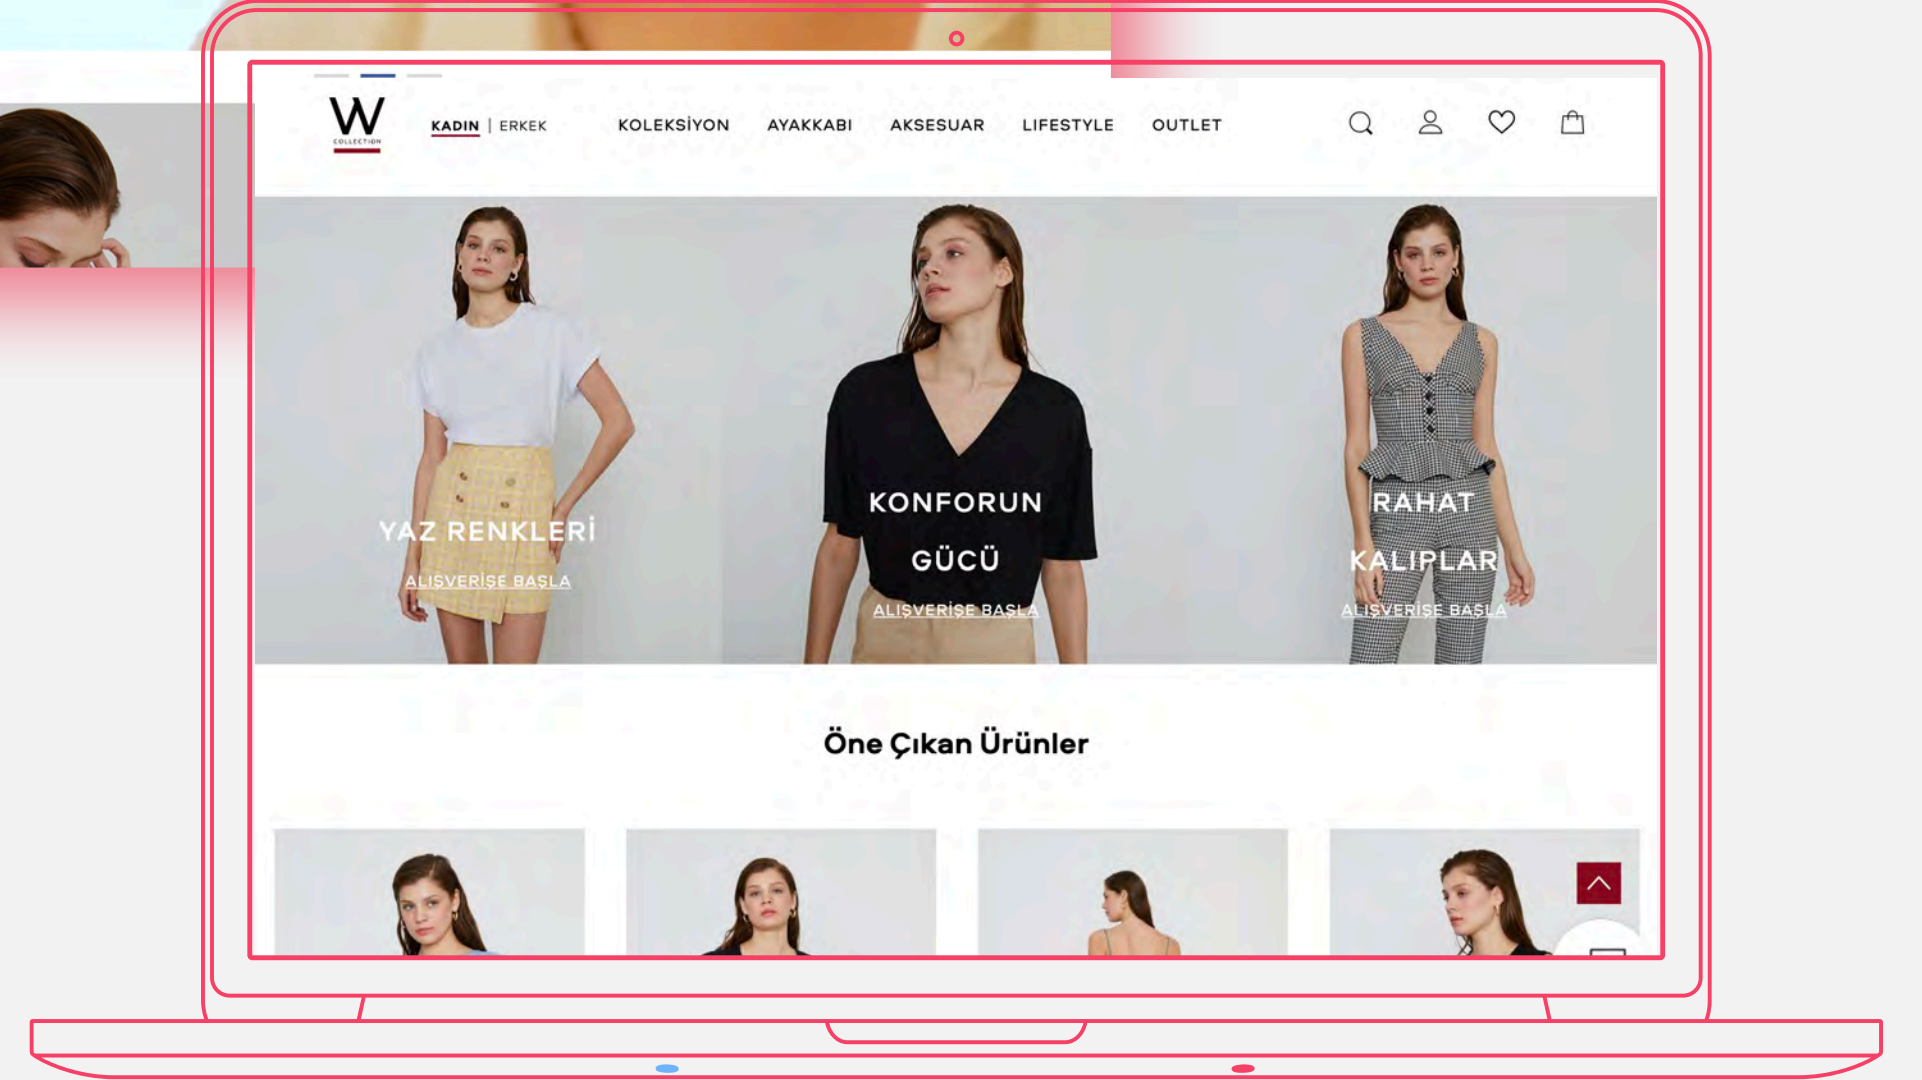 W
COLLECTION
KADIN | ERKEK
KOLEKSİYON
AYAKKABI
AKSESUAR
LIFESTYLE
OUTLET
YAZ RENKLERİ
ALIŞVERİŞE BAŞLA
KONFORUN
GÜCÜ
ALIŞVERİŞE BAŞLA
RAHAT
KALIPLAR
ALIŞVERİŞE BAŞLA
Öne Çıkan Ürünler